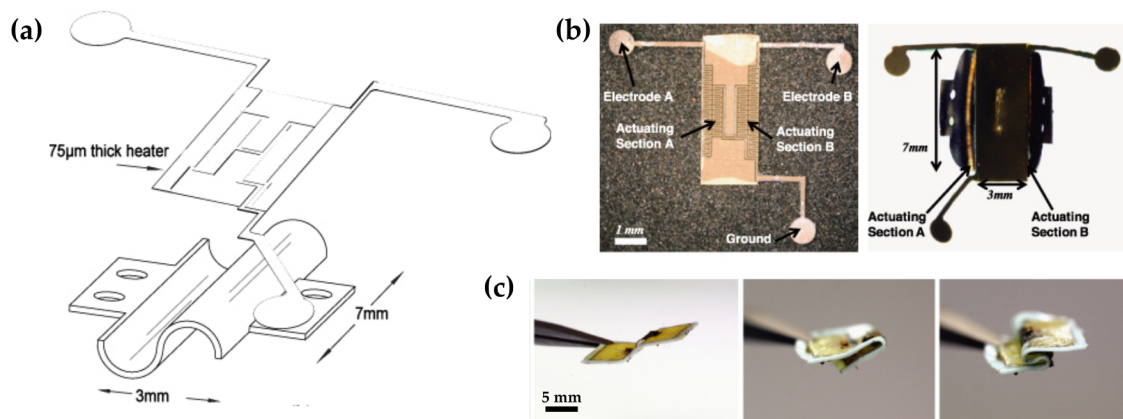 (a)
75μm thick heater
7mm
3mm
(b)
Electrode A
Electrode B
Actuating
Section A
Actuating
Section B
1 mm
Ground
7mm
3mm
Actuating
Section A
Actuating
Section B
(c)
5 mm